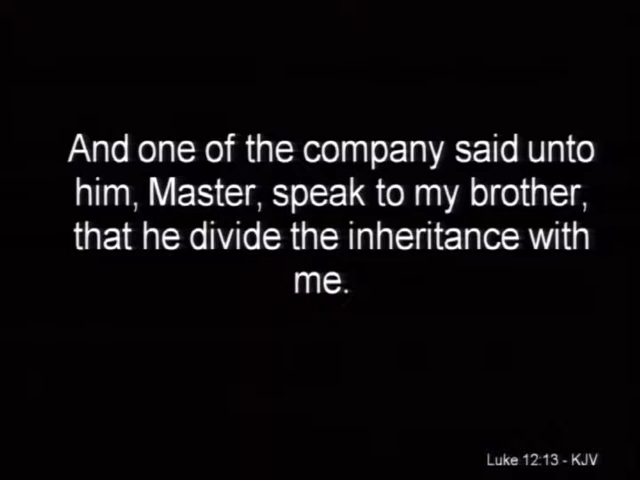 And one of the company said unto
him, Master, speak to my brother,
that he divide the inheritance with
me.
Luke 12:13 - KJV